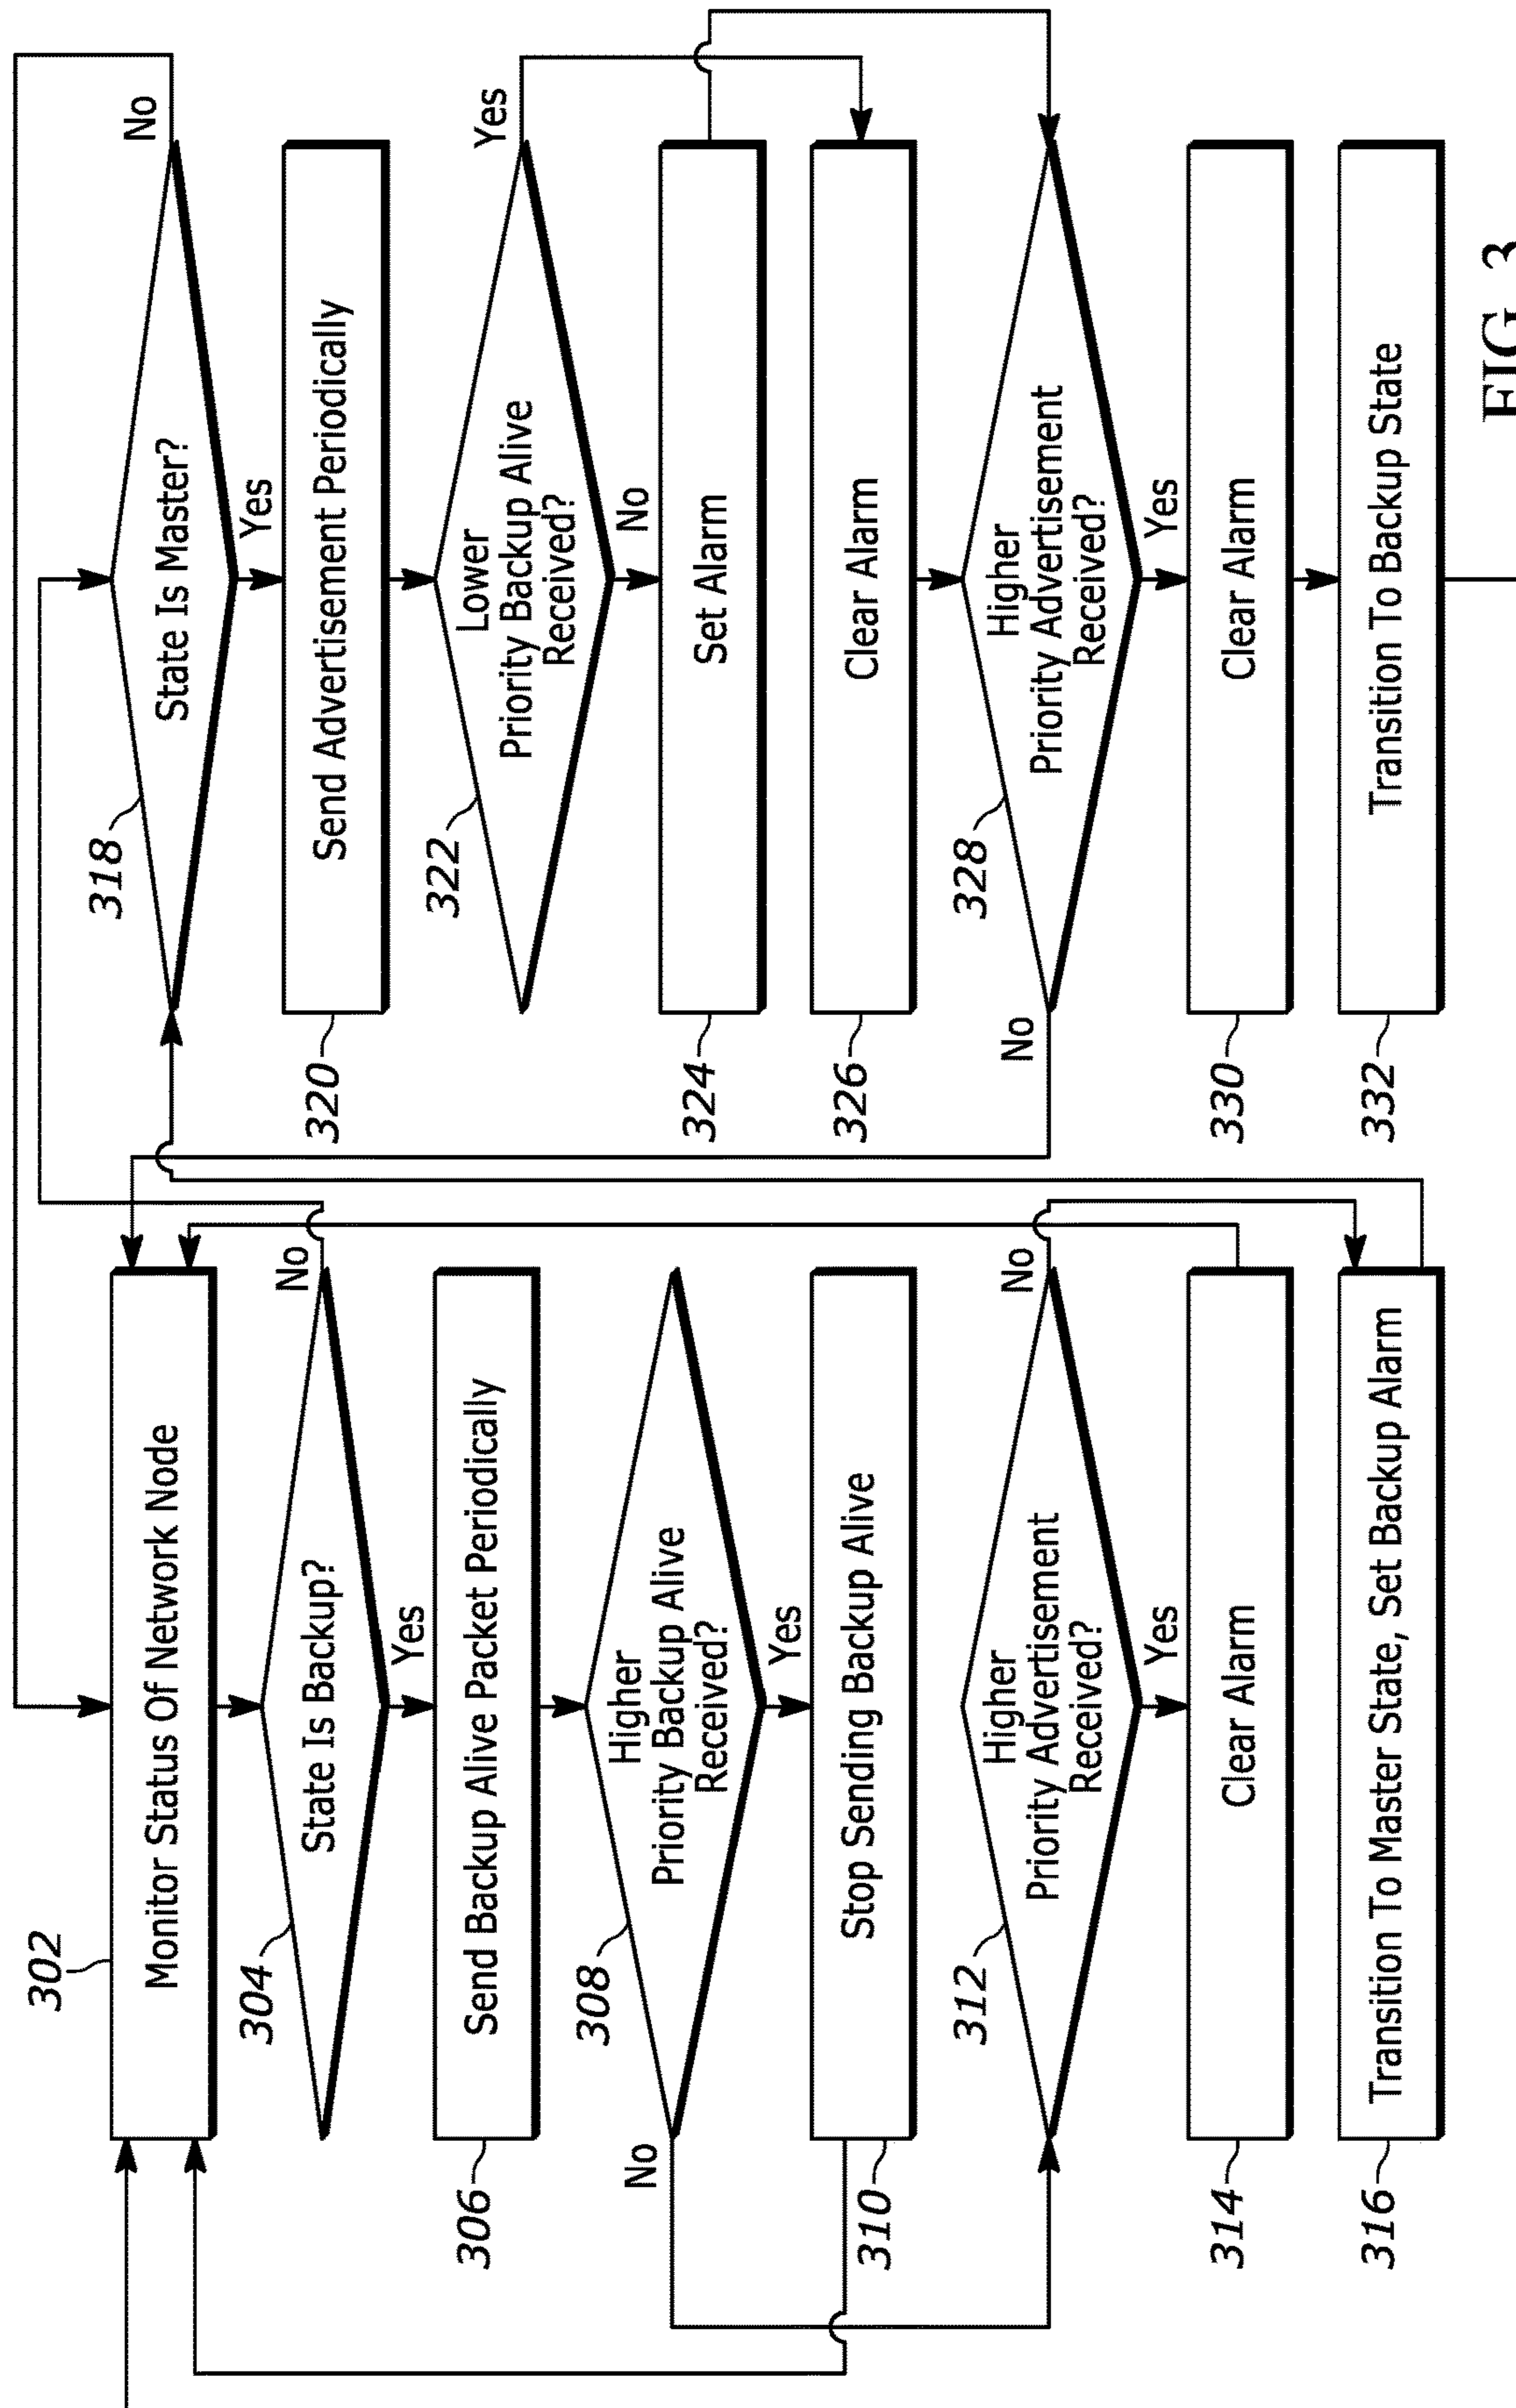 302
Monitor Status Of Network Node
304
State Is Backup?
No
Yes
306
Send Backup Alive Packet Periodically
308
Higher
Priority Backup Alive
Received?
No
Yes
310
Stop Sending Backup Alive
312
Higher
Priority Advertisement
Received?
No
Yes
314
Clear Alarm
316
Transition To Master State, Set Backup Alarm
318
State Is Master?
No
Yes
320
Send Advertisement Periodically
322
Lower
Priority Backup Alive
Received?
Yes
No
324
Set Alarm
326
Clear Alarm
328
Higher
Priority Advertisement
Received?
No
Yes
330
Clear Alarm
332
Transition To Backup State
FIG. 3